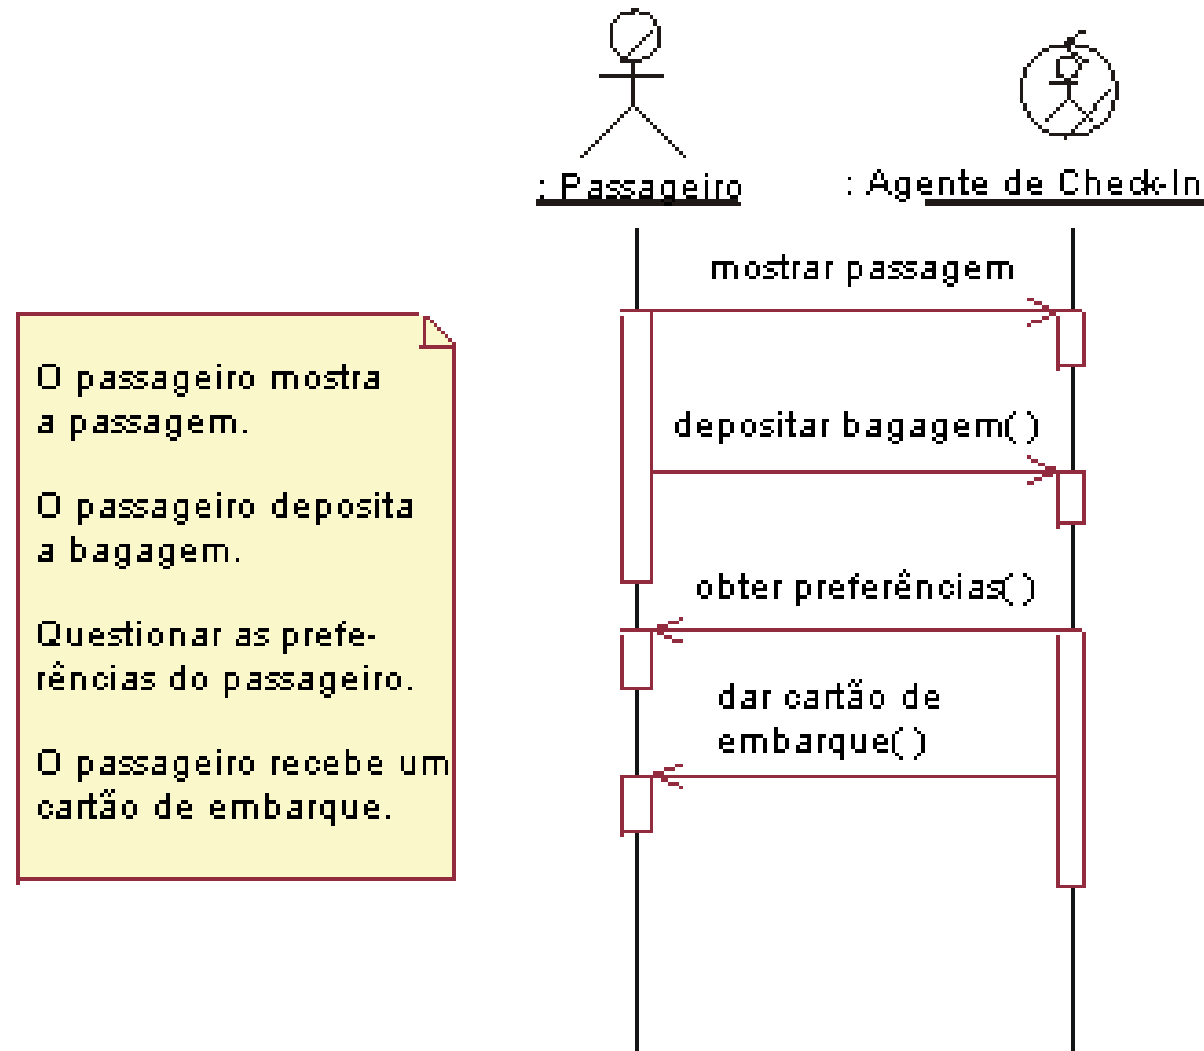 : Passageiro
: Agente de Check-In
mostrar passagem
depositar bagagem( )
obter preferências( )
dar cartão de
embarque( )
O passageiro mostra
a passagem.
O passageiro deposita
a bagagem.
Questionar as prefe-
rências do passageiro.
O passageiro recebe um
cartão de embarque.